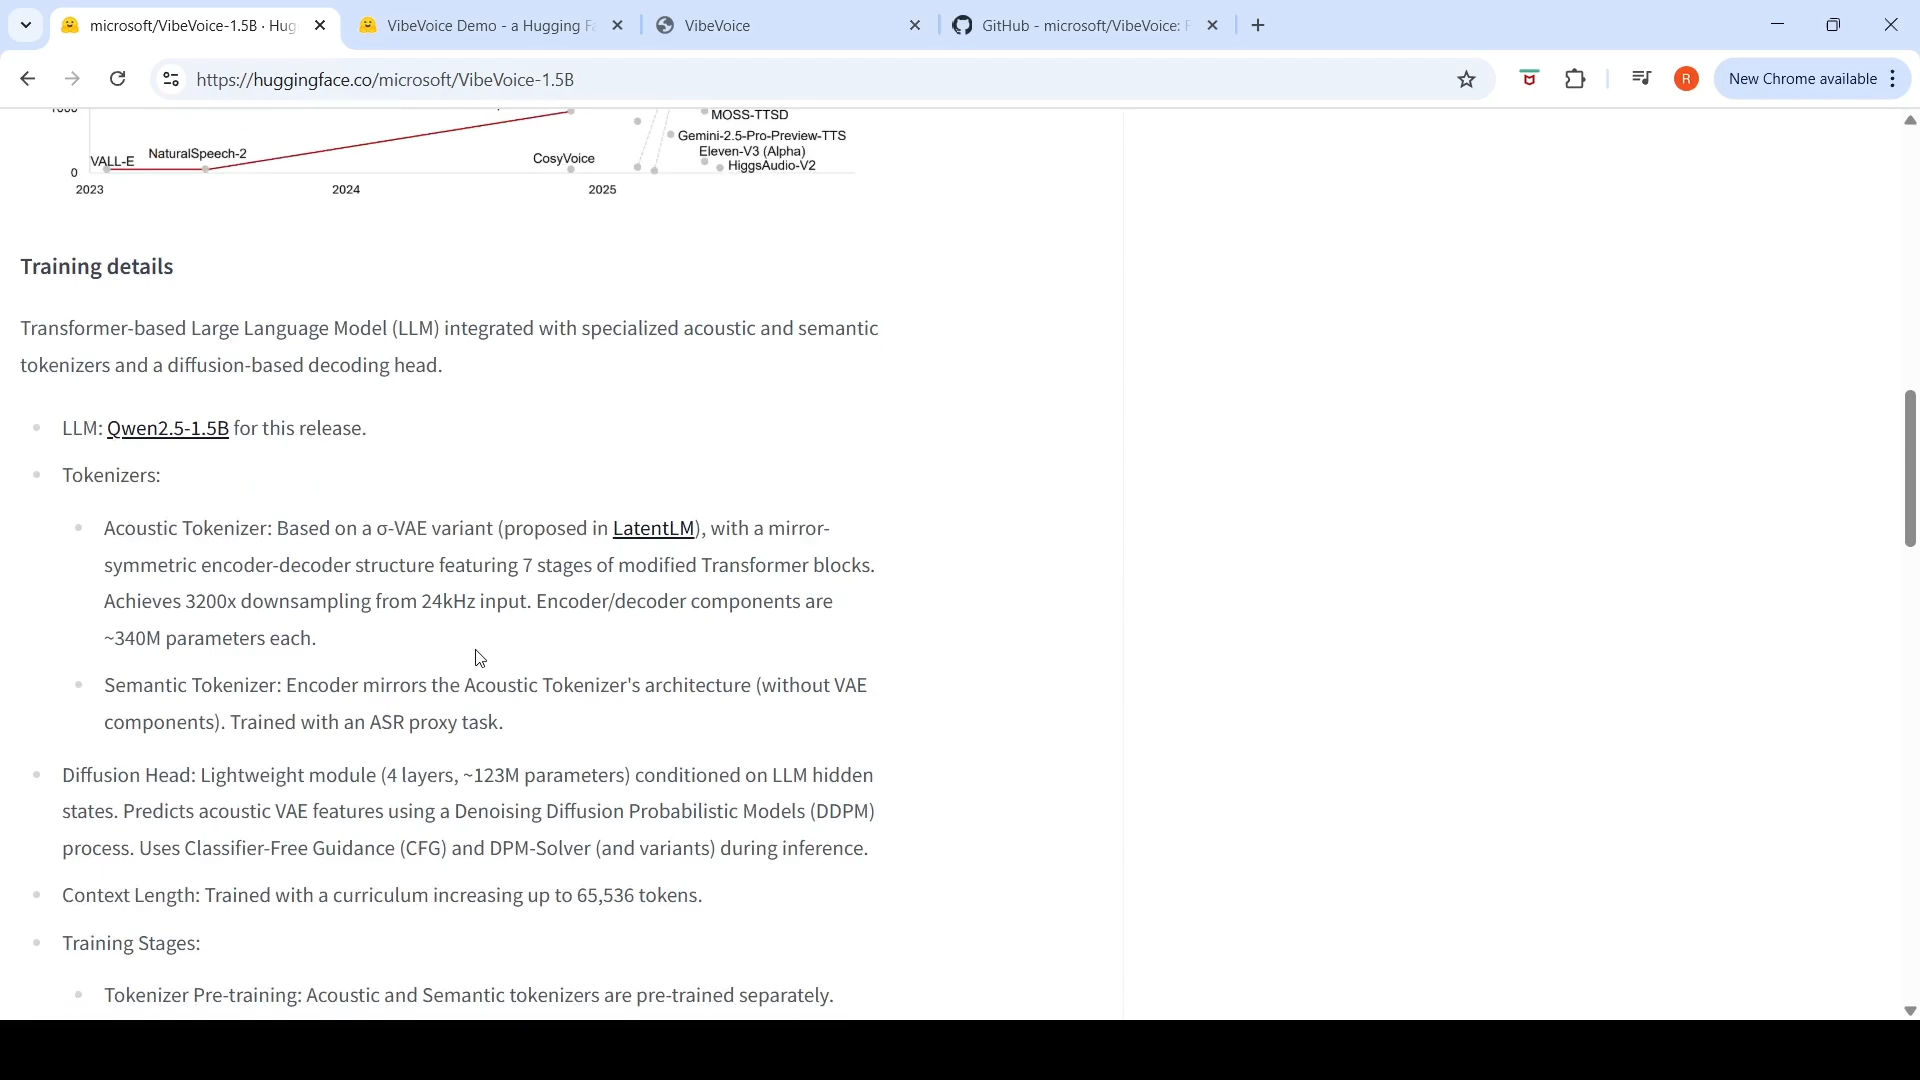 microsoft/VibeVoice-1.5B · Hug
VibeVoice Demo - a Hugging Fa
VibeVoice
GitHub - microsoft/VibeVoice: F
https://huggingface.co/microsoft/VibeVoice-1.5B
R
New Chrome available
MOSS-TTSD
Gemini-2.5-Pro-Preview-TTS
VALL-E
NaturalSpeech-2
CosyVoice
Eleven-V3 (Alpha)
HiggsAudio-V2
0
2023
2024
2025
Training details
Transformer-based Large Language Model (LLM) integrated with specialized acoustic and semantic
tokenizers and a diffusion-based decoding head.
LLM: Qwen2.5-1.5B for this release.
Tokenizers:
Acoustic Tokenizer: Based on a σ-VAE variant (proposed in LatentLM), with a mirror-
symmetric encoder-decoder structure featuring 7 stages of modified Transformer blocks.
Achieves 3200x downsampling from 24kHz input. Encoder/decoder components are
~340M parameters each.
Semantic Tokenizer: Encoder mirrors the Acoustic Tokenizer's architecture (without VAE
components). Trained with an ASR proxy task.
Diffusion Head: Lightweight module (4 layers, ~123M parameters) conditioned on LLM hidden
states. Predicts acoustic VAE features using a Denoising Diffusion Probabilistic Models (DDPM)
process. Uses Classifier-Free Guidance (CFG) and DPM-Solver (and variants) during inference.
Context Length: Trained with a curriculum increasing up to 65,536 tokens.
Training Stages:
Tokenizer Pre-training: Acoustic and Semantic tokenizers are pre-trained separately.